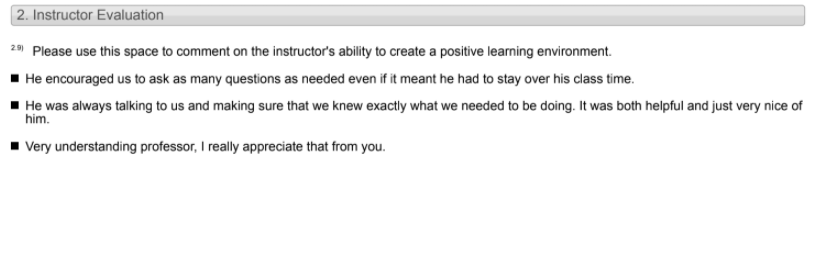 2. Instructor Evaluation
2.9) Please use this space to comment on the instructor's ability to create a positive learning environment.
■ He encouraged us to ask as many questions as needed even if it meant he had to stay over his class time.
■ He was always talking to us and making sure that we knew exactly what we needed to be doing. It was both helpful and just very nice of
him.
■ Very understanding professor, I really appreciate that from you.